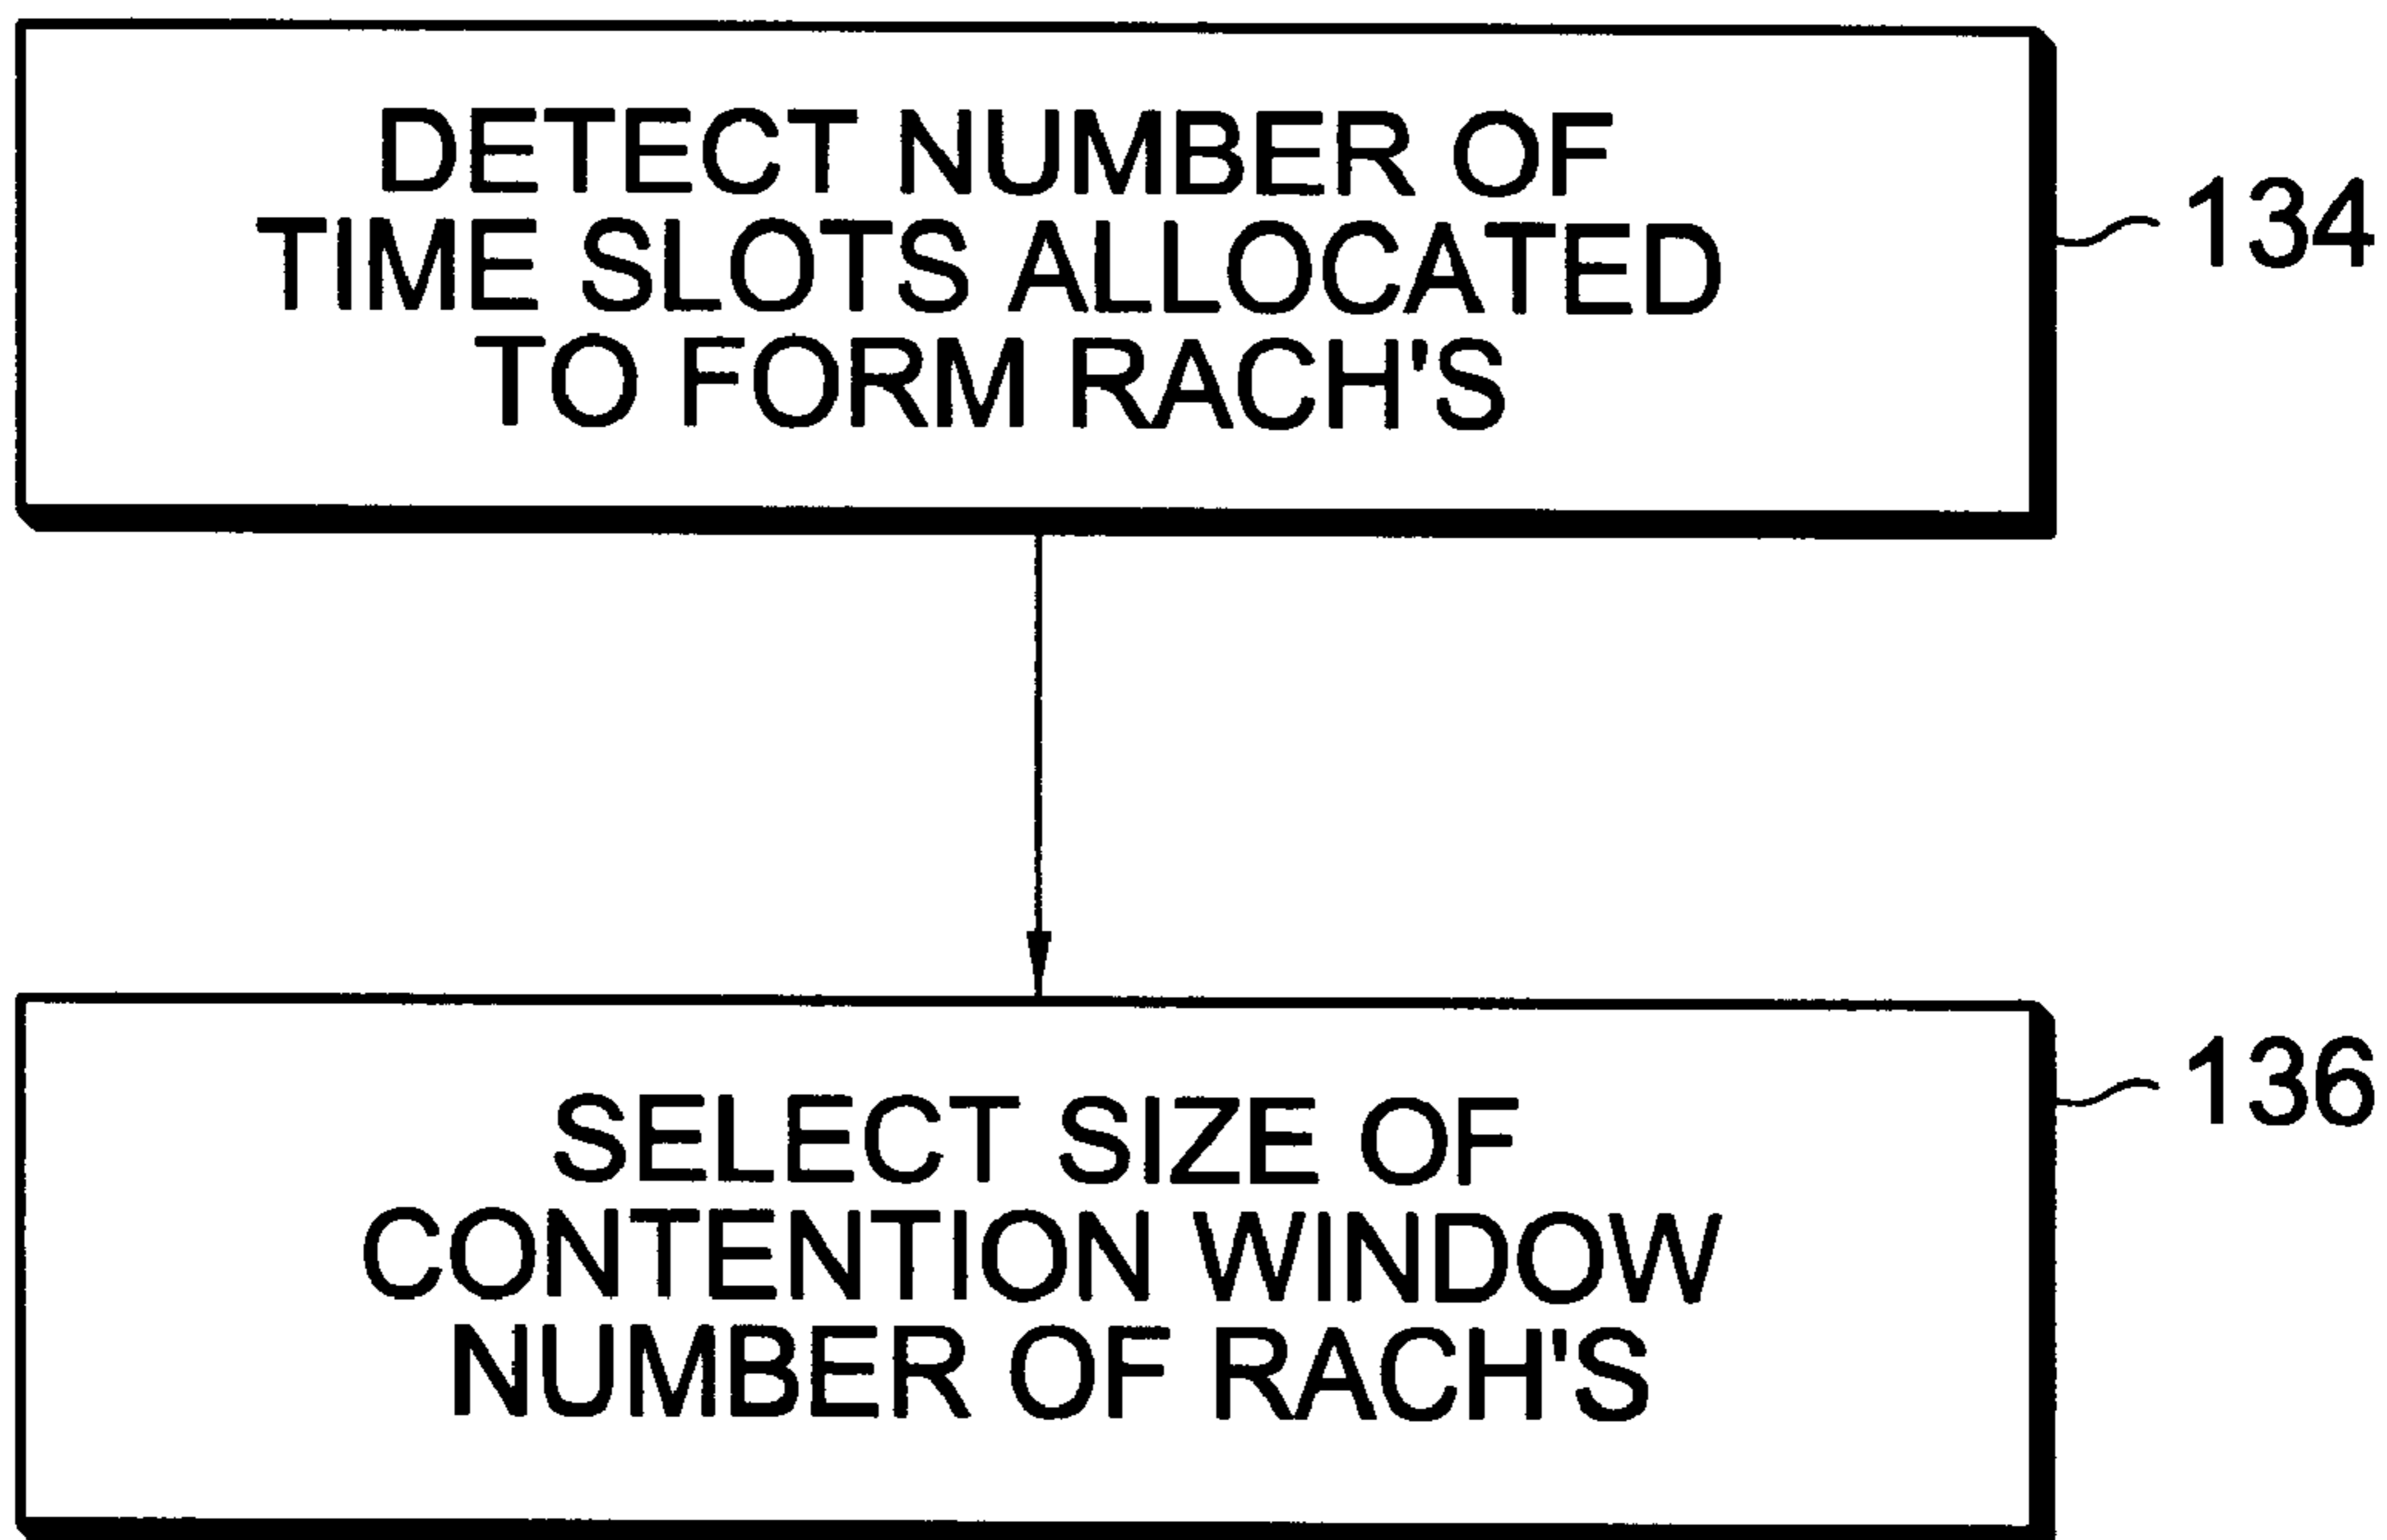 DETECT NUMBER OF
TIME SLOTS ALLOCATED
TO FORM RACH'S
134
SELECT SIZE OF
CONTENTION WINDOW
NUMBER OF RACH'S
136